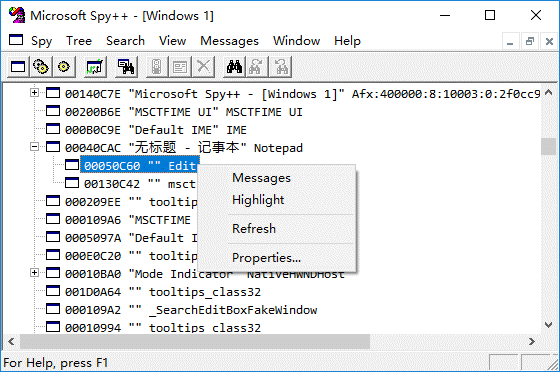 Microsoft Spy++ - [Windows 1]
Spy Tree Search View Messages Window Help
00140C7E "Microsoft Spy++ - [Windows 1]" Afx:400000:8:10003:0:2f0cc9
00200B6E "MSCTFIME UI" MSCTFIME UI
000B0C9E "Default IME" IME
00040CAC "无标题 - 记事本" Notepad
00050C60 "" Edit
00130C42 "" msct
000209EE "" tooltip
000109A6 "MSCTFIME
0005097A "Default I
000E0C20 "" tooltip
00010BA0 "Mode Indicator" NativeHWNDHost
001D0A64 "" tooltips_class32
000109A2 "" _SearchEditBoxFakeWindow
00010994 "" tooltips_class32
Messages
Highlight
Refresh
Properties...
For Help, press F1